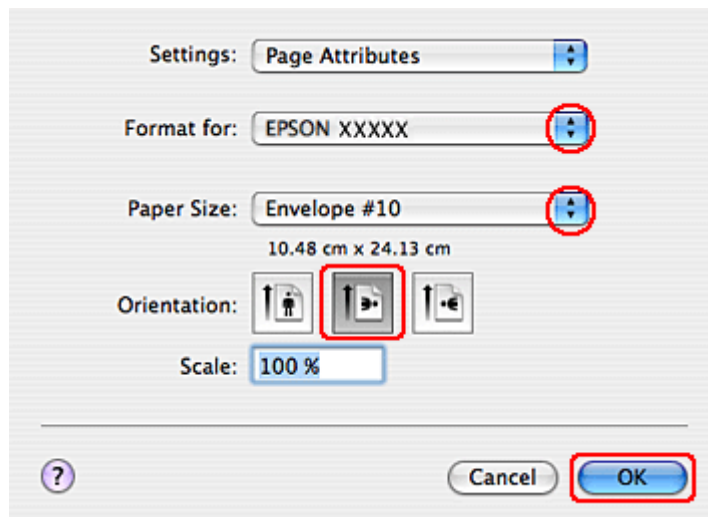 Settings: Page Attributes
Format for: EPSON XXXXX
Paper Size: Envelope #10
10.48 cm x 24.13 cm
Orientation:
Scale: 100 %
? Cancel OK